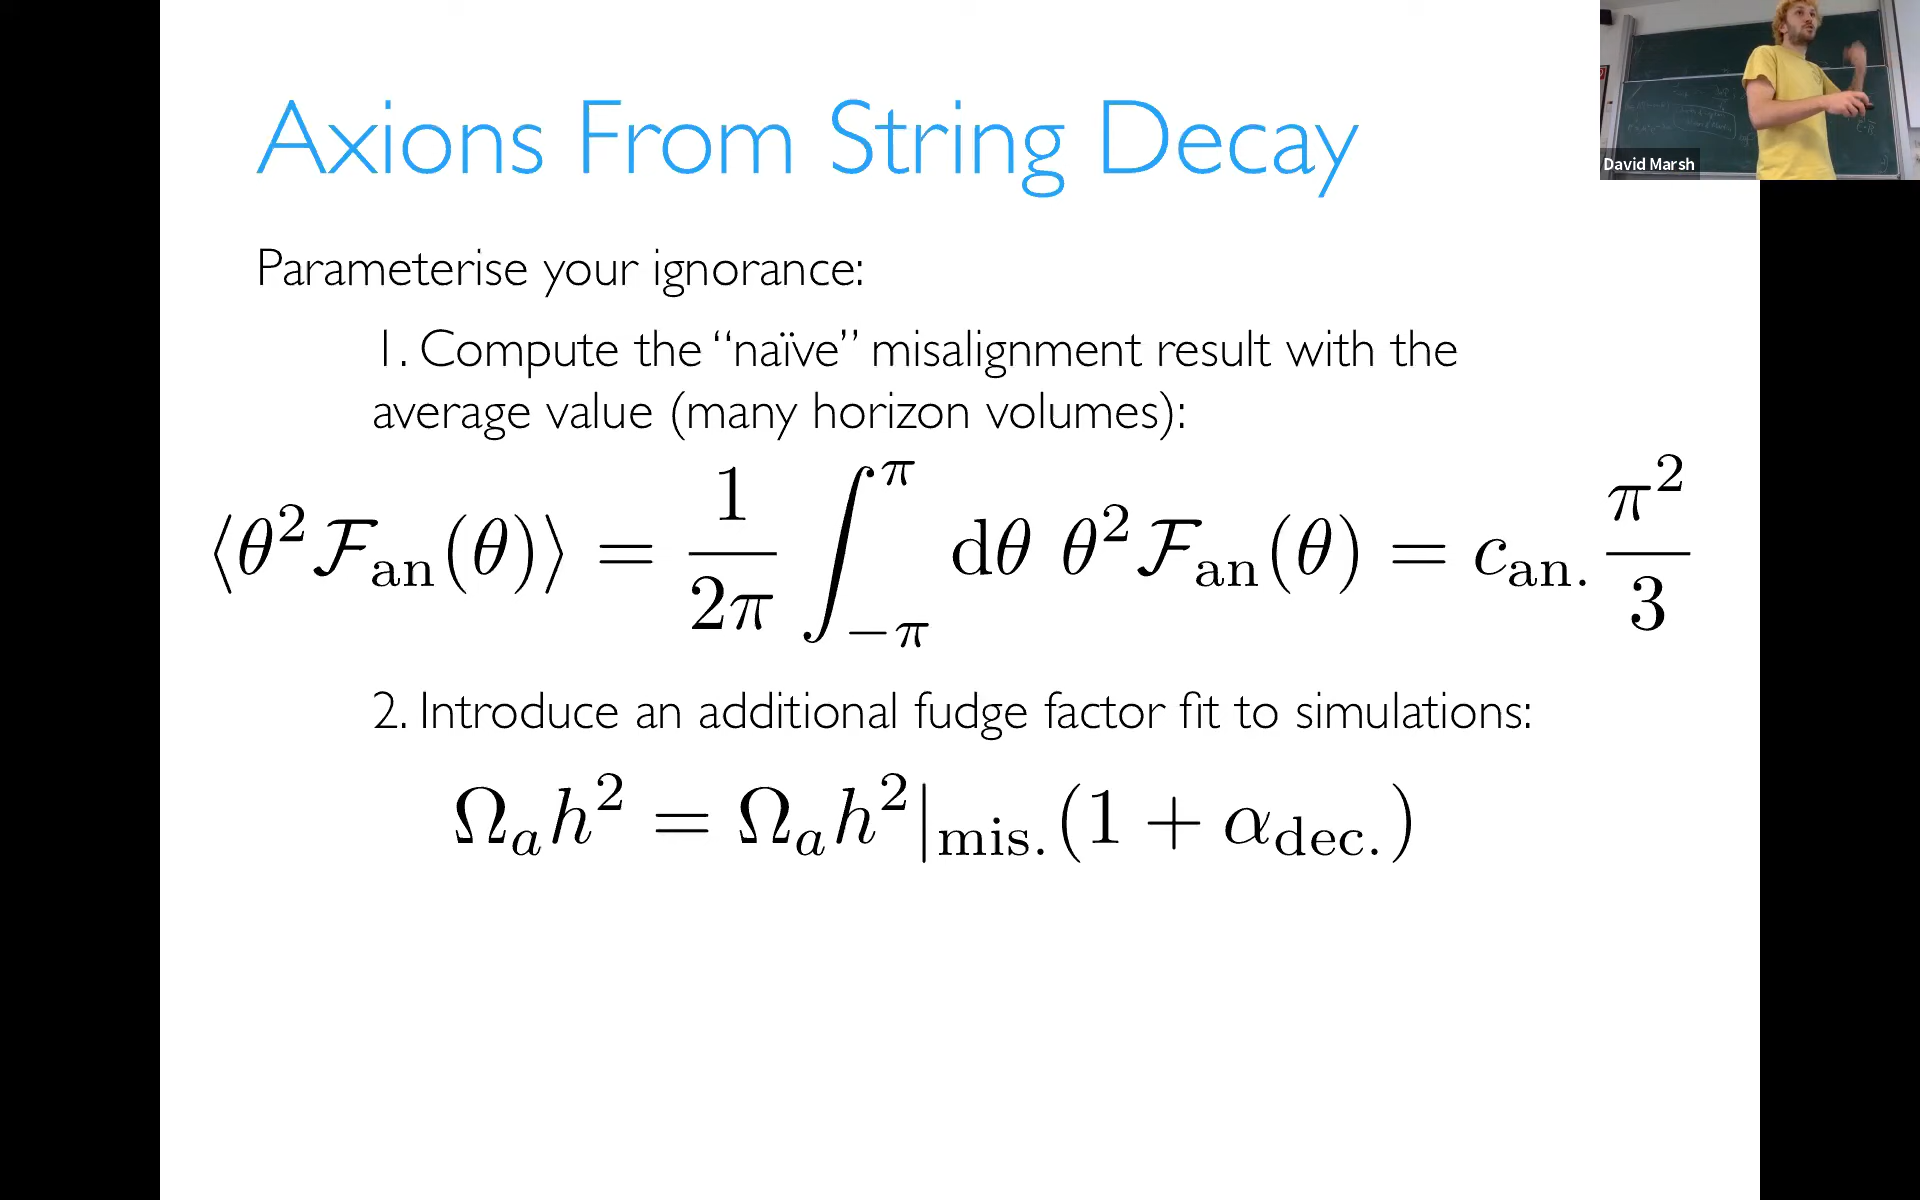 Axions From String Decay
David Marsh
Parameterise your ignorance:
1. Compute the “naïve” misalignment result with the
average value (many horizon volumes):
⟨θ²ℱ_an(θ)⟩ = 1/2π ∫_{-π}^{π} dθ θ²ℱ_an(θ) = c_an. π²/3
2. Introduce an additional fudge factor fit to simulations:
Ω_a h² = Ω_a h²|_mis.(1 + α_dec.)